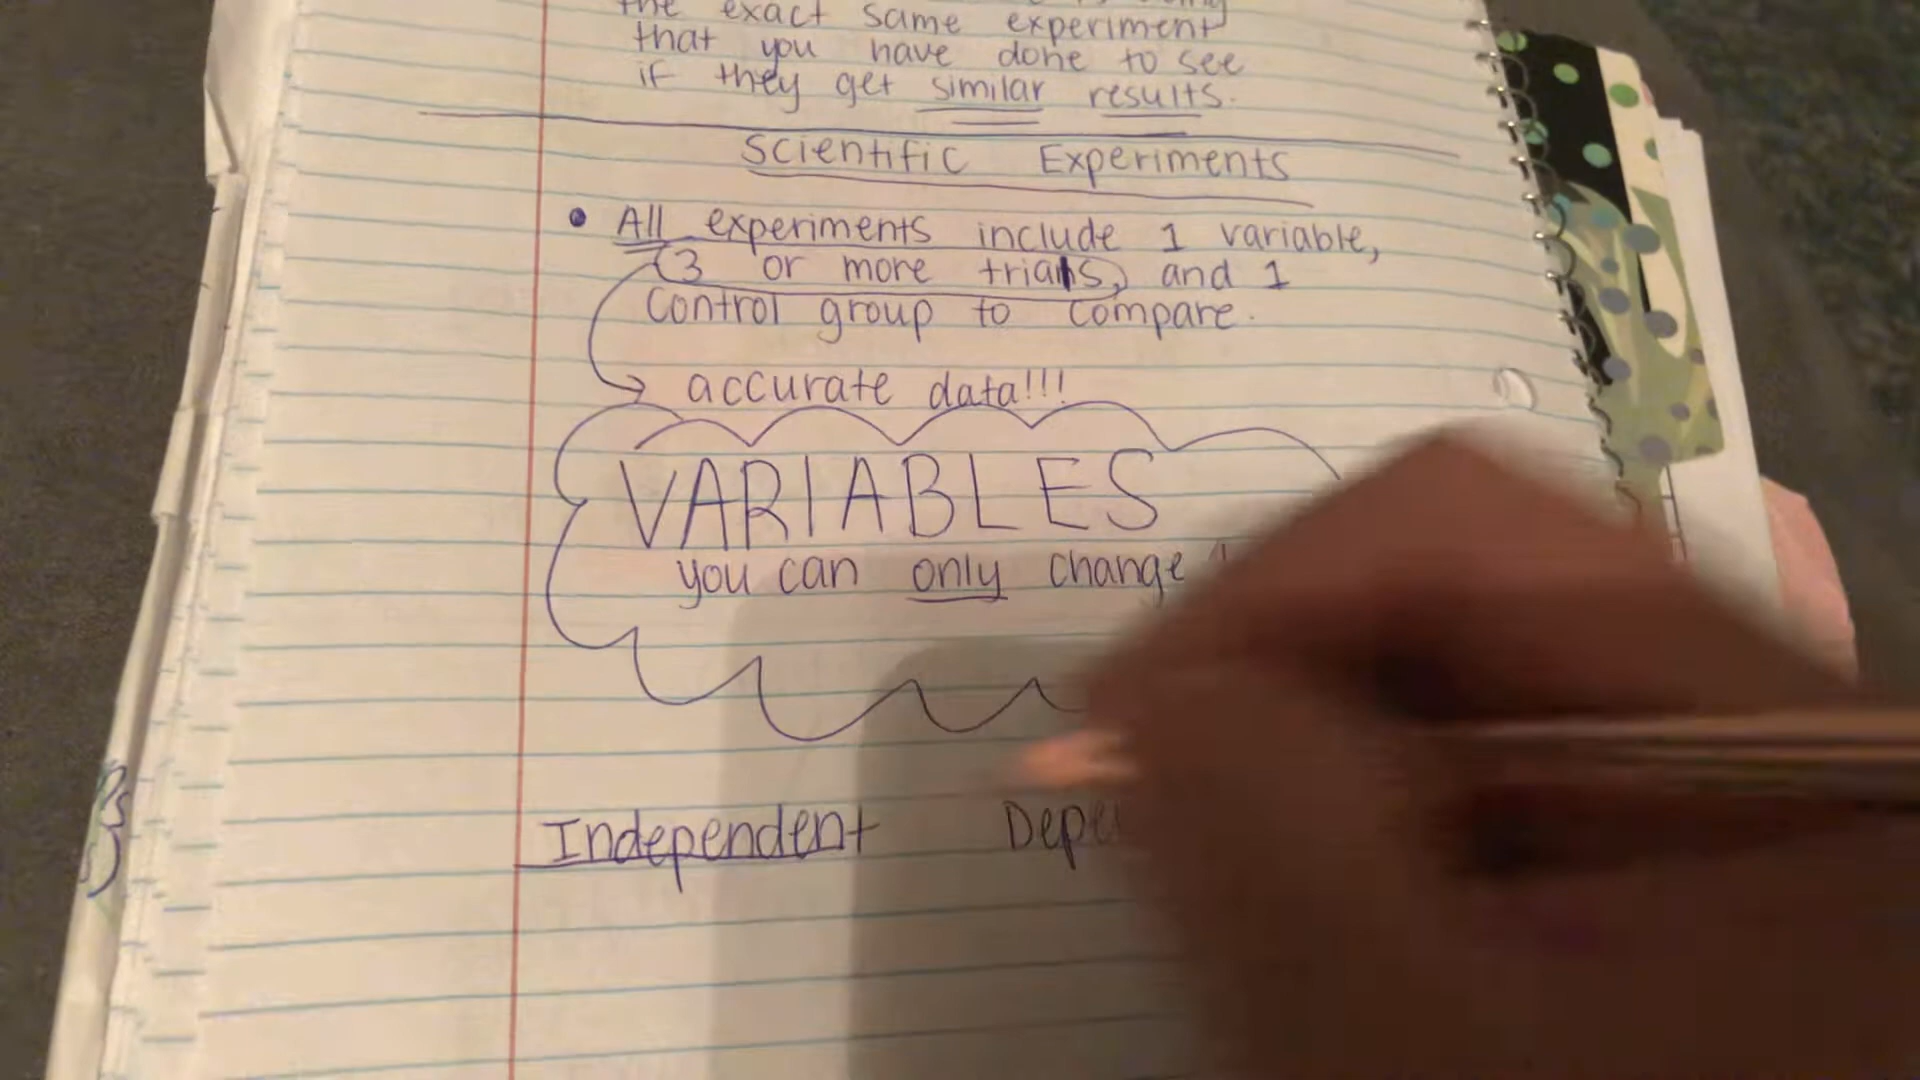 the exact same experiment
that you have done to see
if they get similar results.
Scientific Experiments
• All experiments include 1 variable,
(3 or more trials,) and 1
control group to compare.
accurate data!!!
VARIABLES
you can only change
Independent